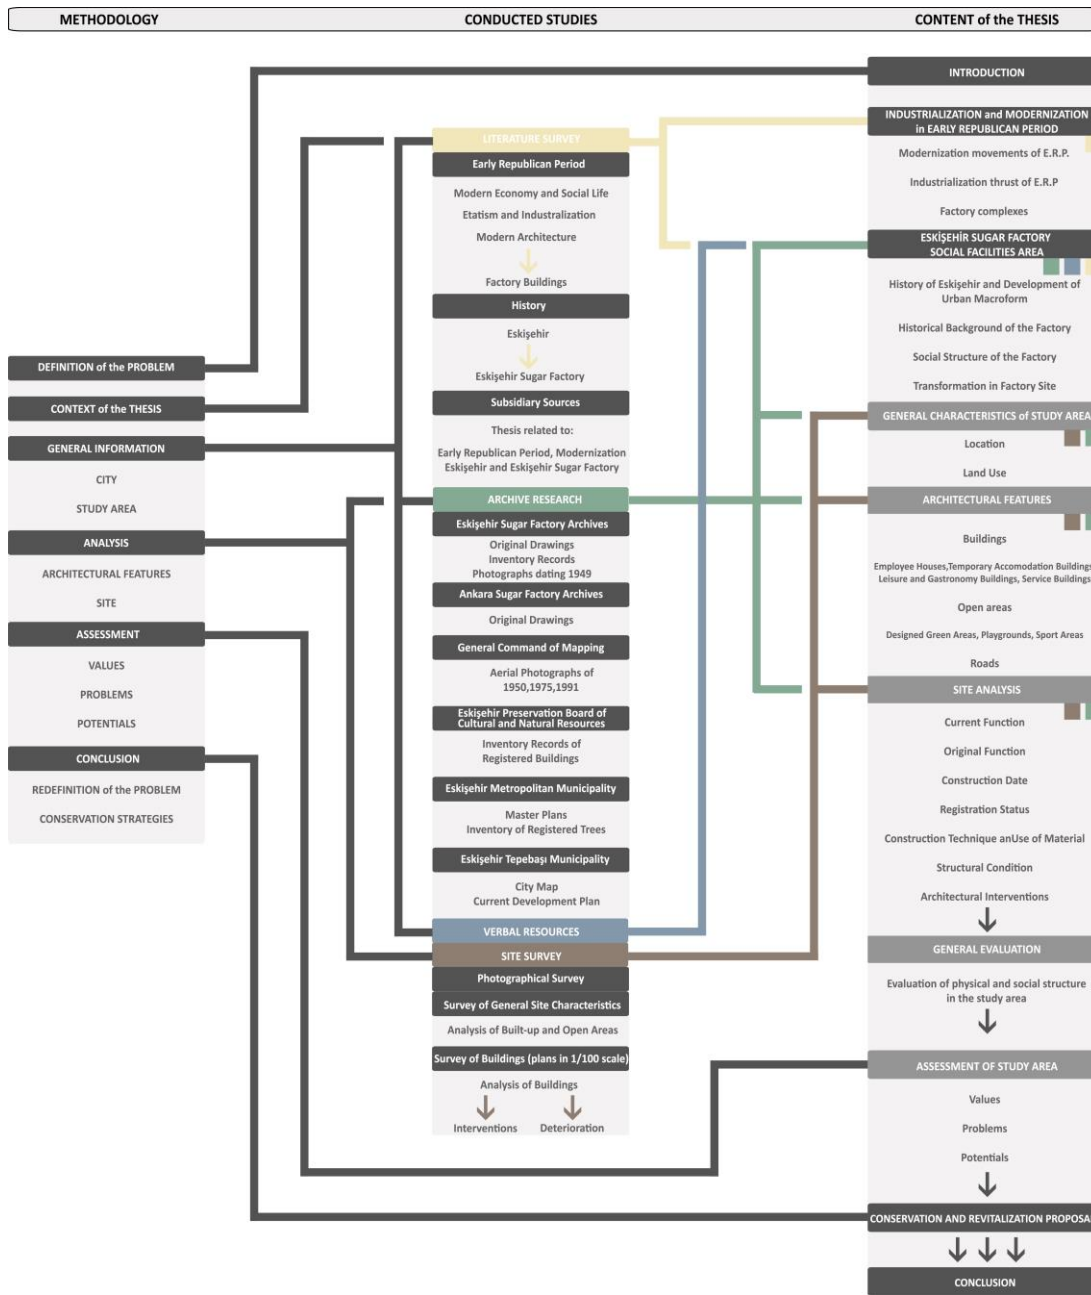 METHODOLOGY
CONDUCTED STUDIES
CONTENT of the THESIS
DEFINITION of the PROBLEM
CONTEXT of the THESIS
GENERAL INFORMATION
CITY
STUDY AREA
ANALYSIS
ARCHITECTURAL FEATURES
SITE
ASSESSMENT
VALUES
PROBLEMS
POTENTIALS
CONCLUSION
REDEFINITION of the PROBLEM
CONSERVATION STRATEGIES
LITERATURE SURVEY
Early Republican Period
Modern Economy and Social Life
Etatism and Industralization
Modern Architecture
Factory Buildings
History
Eskişehir
Eskişehir Sugar Factory
Subsidiary Sources
Thesis related to:
Early Republican Period, Modernization
Eskişehir and Eskişehir Sugar Factory
ARCHIVE RESEARCH
Eskişehir Sugar Factory Archives
Original Drawings
Inventory Records
Photographs dating 1949
Ankara Sugar Factory Archives
Original Drawings
General Command of Mapping
Aerial Photographs of
1950,1975,1991
Eskişehir Preservation Board of
Cultural and Natural Resources
Inventory Records of
Registered Buildings
Eskişehir Metropolitan Municipality
Master Plans
Inventory of Registered Trees
Eskişehir Tepebaşı Municipality
City Map
Current Development Plan
VERBAL RESOURCES
SITE SURVEY
Photographical Survey
Survey of General Site Characteristics
Analysis of Built-up and Open Areas
Survey of Buildings (plans in 1/100 scale)
Analysis of Buildings
Interventions
Deterioration
INTRODUCTION
INDUSTRIALIZATION and MODERNIZATION
in EARLY REPUBLICAN PERIOD
Modernization movements of E.R.P.
Industrialization thrust of E.R.P
Factory complexes
ESKİŞEHİR SUGAR FACTORY
SOCIAL FACILITIES AREA
History of Eskişehir and Development of
Urban Macroform
Historical Background of the Factory
Social Structure of the Factory
Transformation in Factory Site
GENERAL CHARACTERISTICS of STUDY AREA
Location
Land Use
ARCHITECTURAL FEATURES
Buildings
Employee Houses,Temporary Accomodation Buildings
Leisure and Gastronomy Buildings, Service Buildings
Open areas
Designed Green Areas, Playgrounds, Sport Areas
Roads
SITE ANALYSIS
Current Function
Original Function
Construction Date
Registration Status
Construction Technique anUse of Material
Structural Condition
Architectural Interventions
GENERAL EVALUATION
Evaluation of physical and social structure
in the study area
ASSESSMENT OF STUDY AREA
Values
Problems
Potentials
CONSERVATION AND REVITALIZATION PROPOSA
CONCLUSION